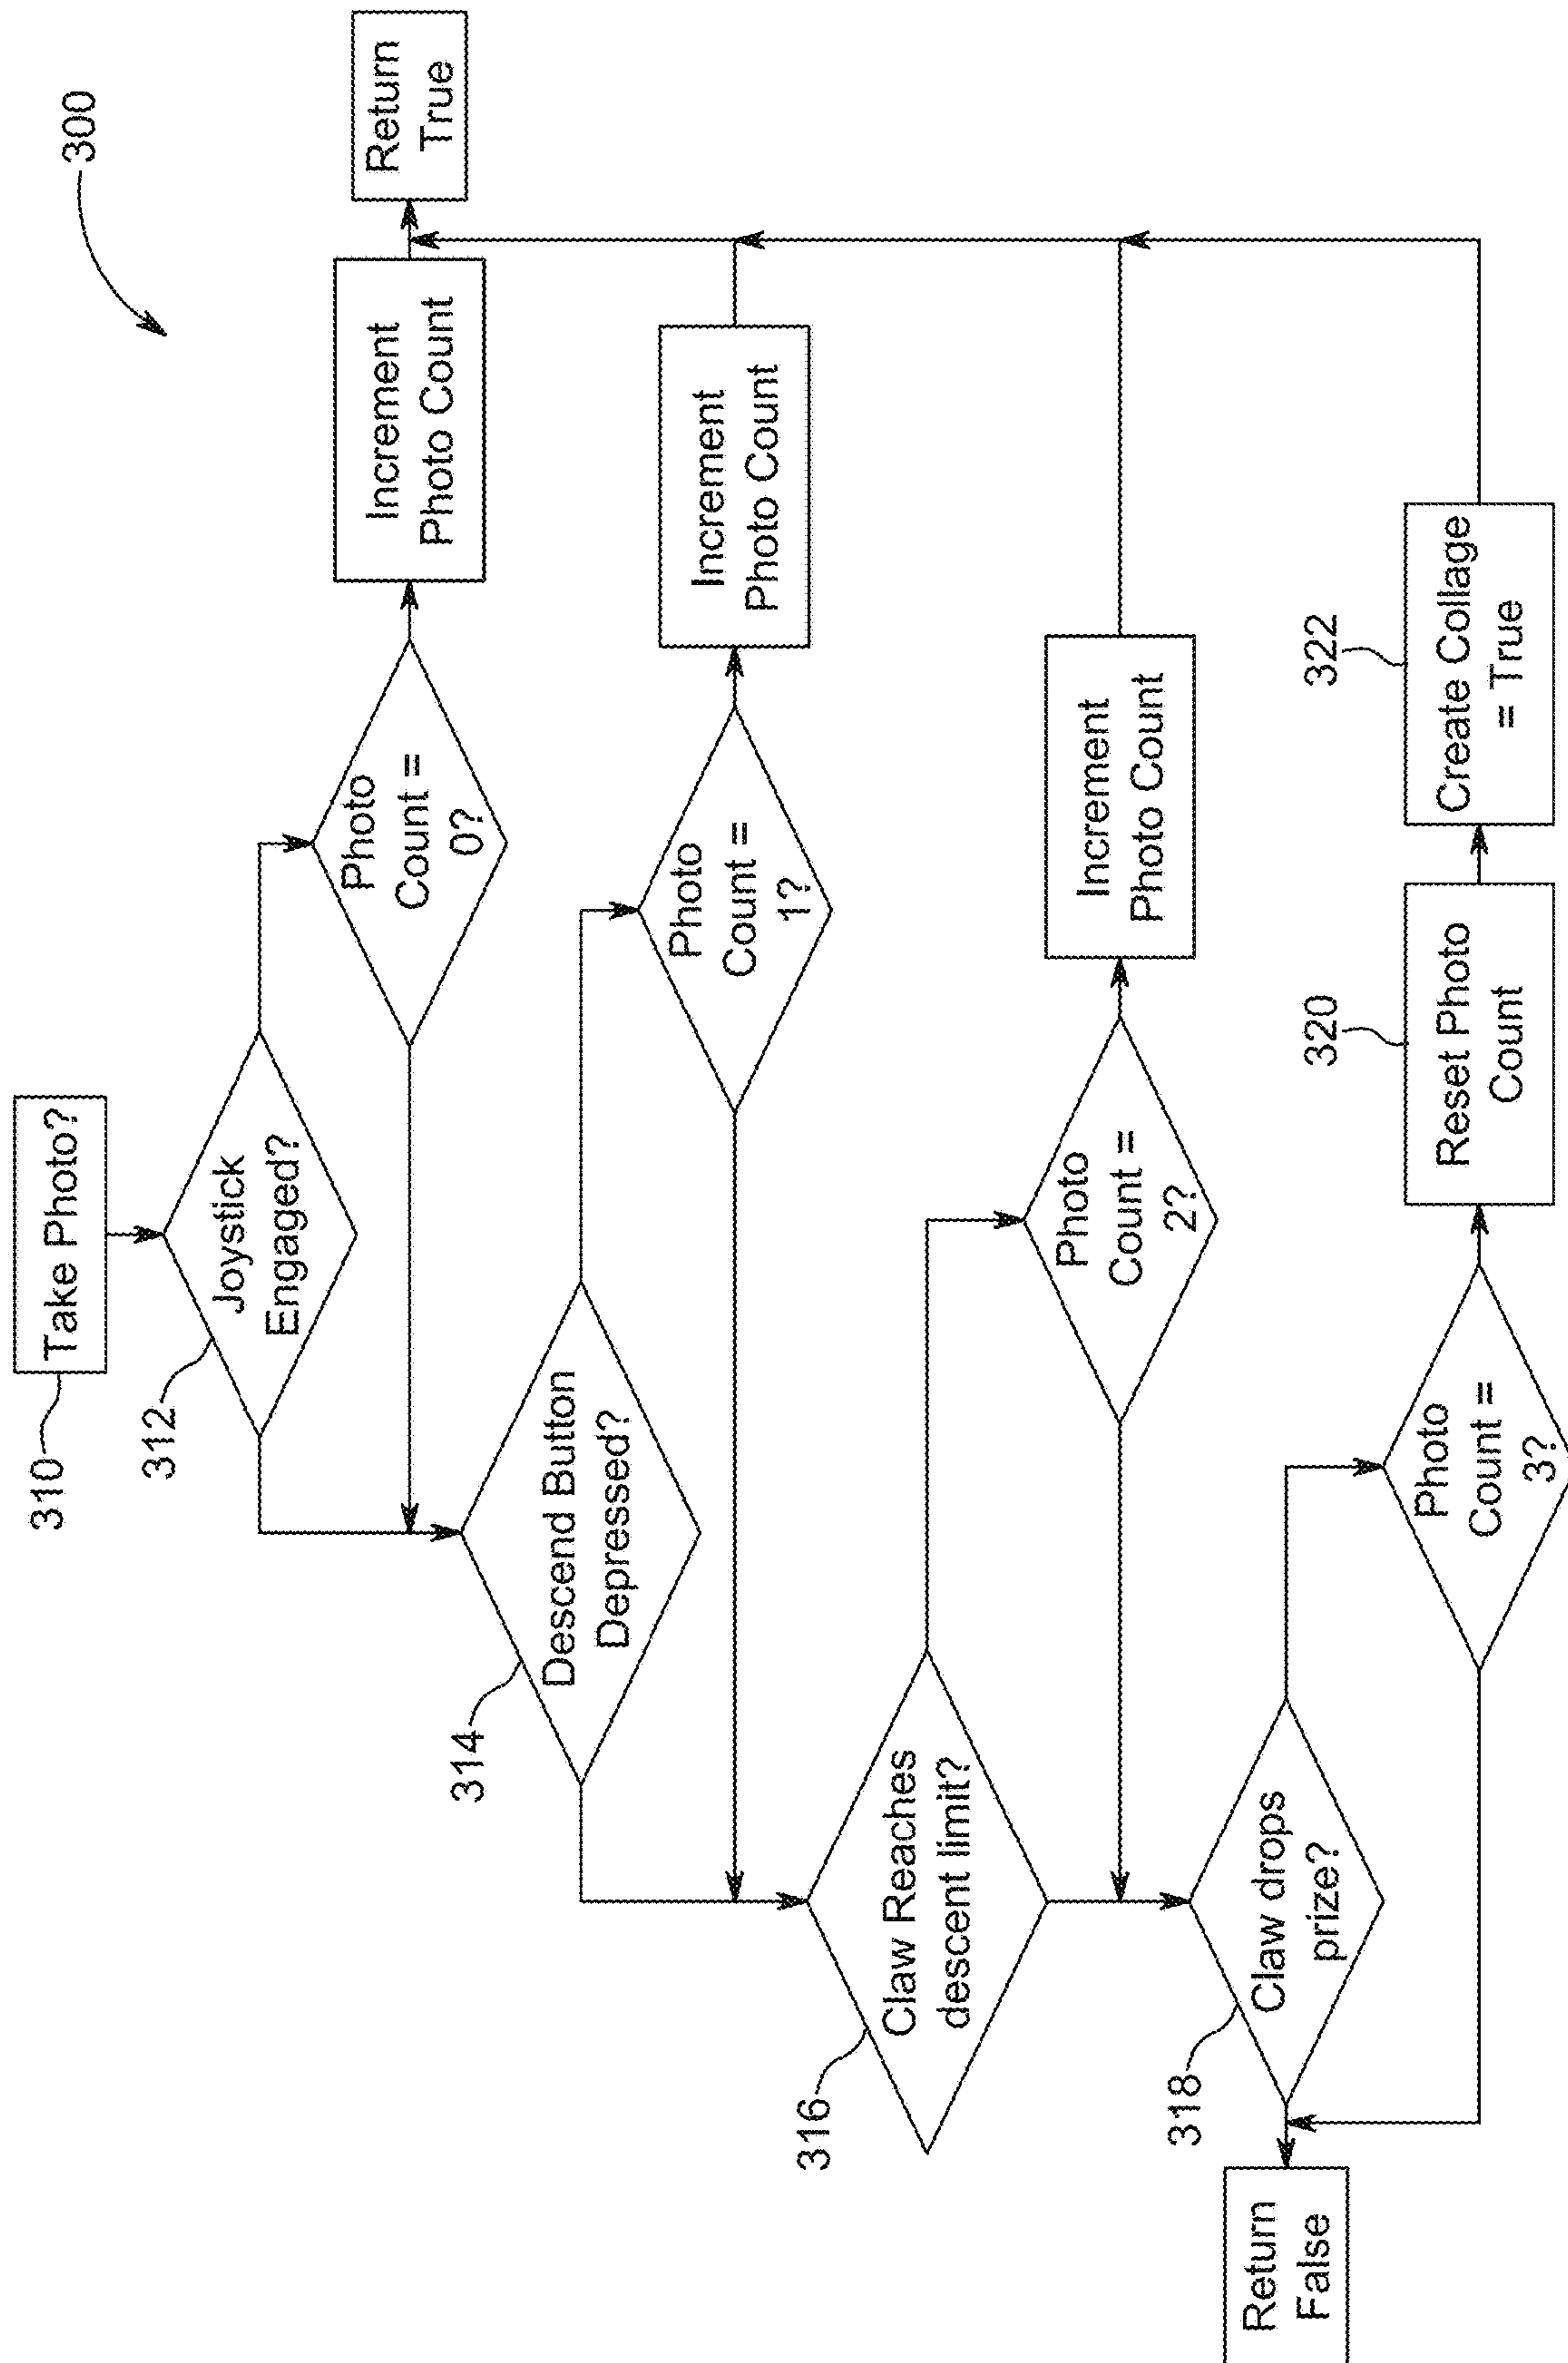 300
310
Take Photo?
312
Joystick
Engaged?
Photo
Count =
0?
Increment
Photo Count
Return
True
314
Descend Button
Depressed?
Photo
Count =
1?
Increment
Photo Count
316
Claw Reaches
descent limit?
Photo
Count =
2?
Increment
Photo Count
318
Claw drops
prize?
Return
False
Photo
Count =
3?
320
Reset Photo
Count
322
Create Collage
= True